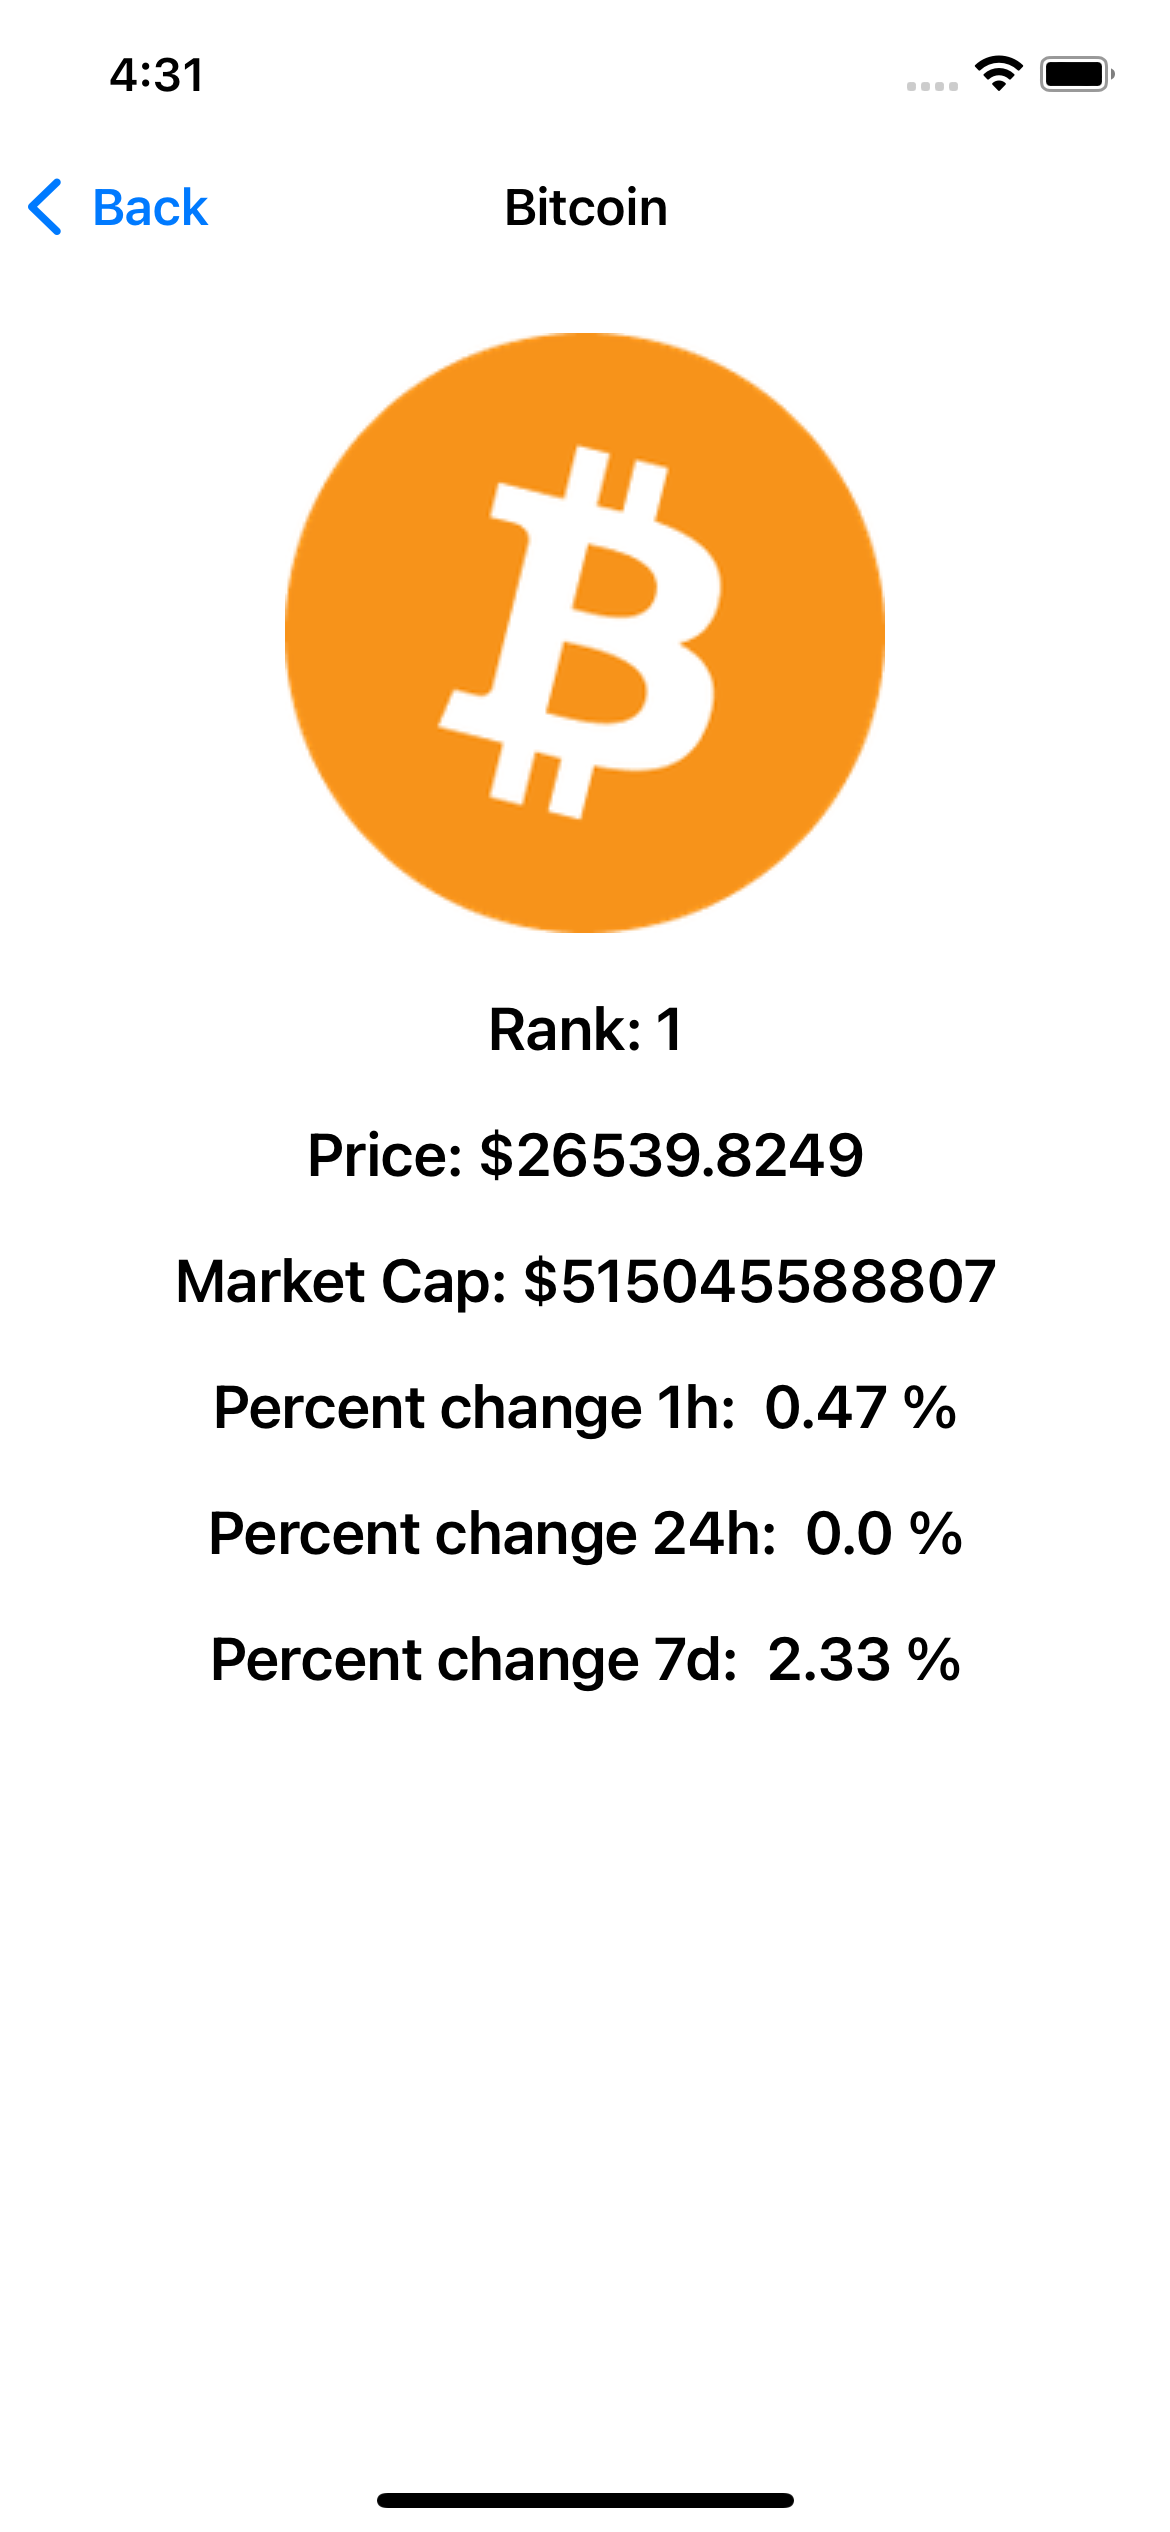 4:31
Back
Bitcoin
Rank: 1
Price: $26539.8249
Market Cap: $515045588807
Percent change 1h:  0.47 %
Percent change 24h:  0.0 %
Percent change 7d:  2.33 %